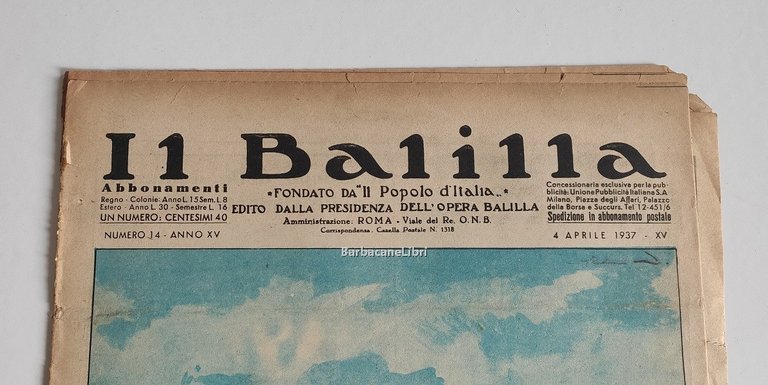 Il Balilla
Abbonamenti
Regno - Colonie: Anno L. 15 Sem. L. 8
Estero - Anno L. 30 - Semestre L. 16
UN NUMERO: CENTESIMI 40
*FONDATO DA "Il Popolo d'Italia„*
EDITO DALLA PRESIDENZA DELL'OPERA BALILLA
Amministrazione: ROMA - Viale del Re. O.N.B.
Corrispondenza. Casella Postale N. 1318
Concessionaria esclusiva per la pub-
blicità: Unione Pubblicità Italiana S.A
Milano, Piazza degli Affari, Palazzo
della Borsa e Succurs. Tel 12-451/6
Spedizione in abbonamento postale
NUMERO 14 - ANNO XV
4 APRILE 1937 - XV
BarbacaneLibri